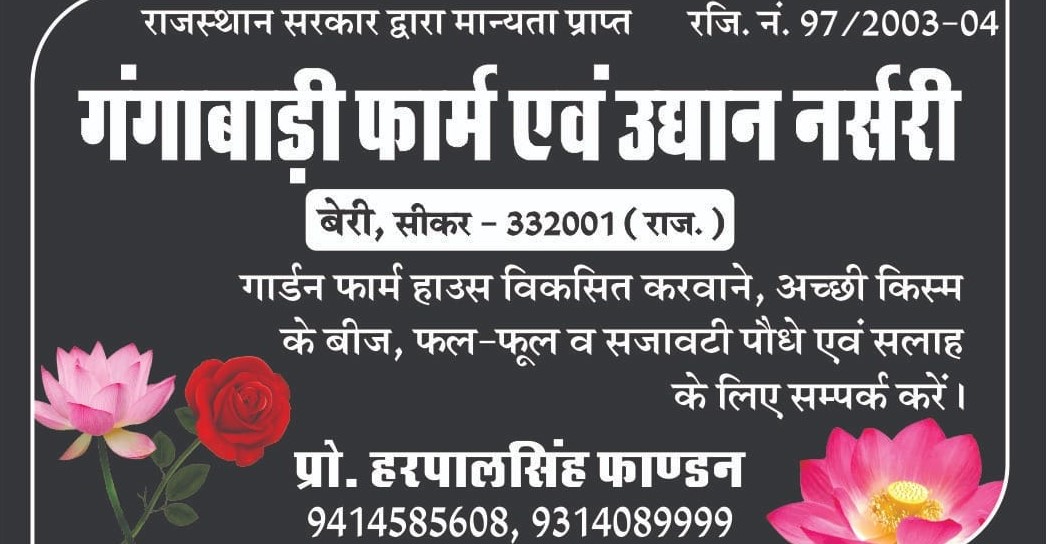 राजस्थान सरकार द्वारा मान्यता प्राप्त रजि. नं. 97/2003-04
गंगाबाड़ी फार्म एवं उद्यान नर्सरी
बेरी, सीकर - 332001 ( राज. )
गार्डन फार्म हाउस विकसित करवाने, अच्छी किस्म
के बीज, फल-फूल व सजावटी पौधे एवं सलाह
के लिए सम्पर्क करें।
प्रो. हरपालसिंह फाण्डन
9414585608, 9314089999